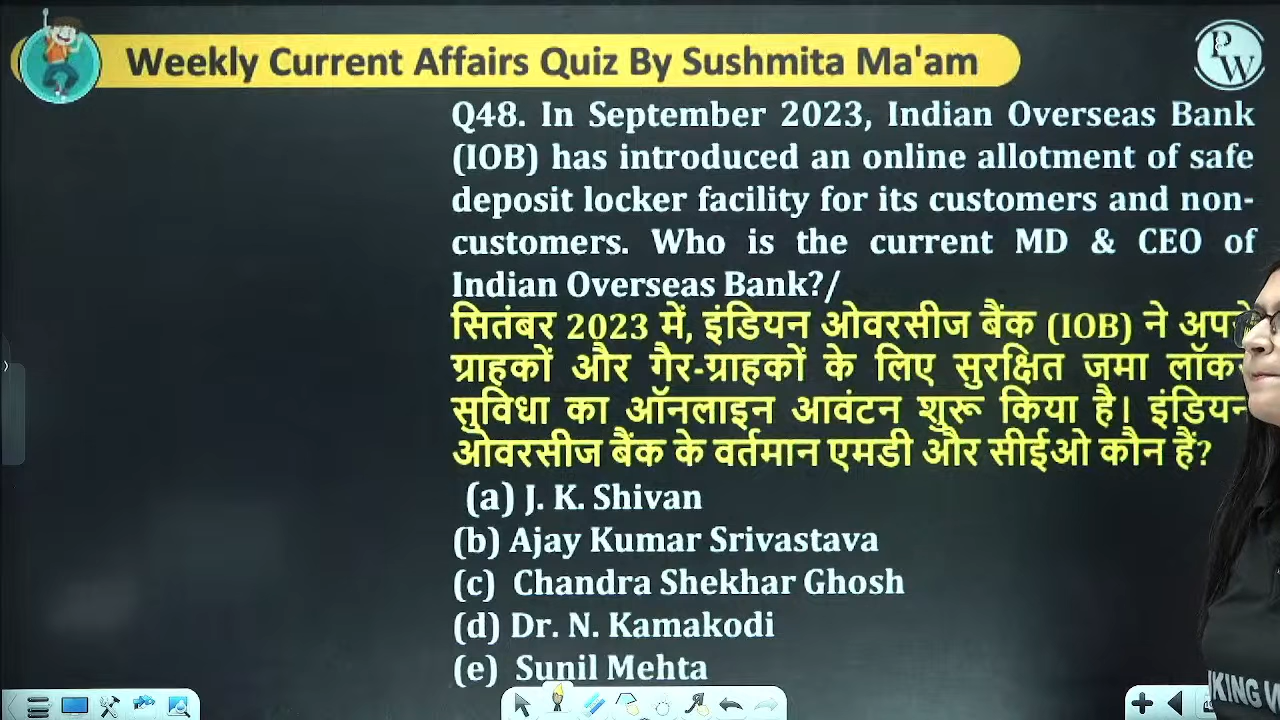 Weekly Current Affairs Quiz By Sushmita Ma'am
PW
Q48. In September 2023, Indian Overseas Bank
(IOB) has introduced an online allotment of safe
deposit locker facility for its customers and non-
customers. Who is the current MD & CEO of
Indian Overseas Bank?/
सितंबर 2023 में, इंडियन ओवरसीज बैंक (IOB) ने
ग्राहकों और गैर-ग्राहकों के लिए सुरक्षित जमा
सुविधा का ऑनलाइन आवंटन शुरू किया है। इंडियन
ओवरसीज बैंक के वर्तमान एमडी और सीईओ कौन हैं?
(a) J. K. Shivan
(b) Ajay Kumar Srivastava
(c) Chandra Shekhar Ghosh
(d) Dr. N. Kamakodi
(e) Sunil Mehta